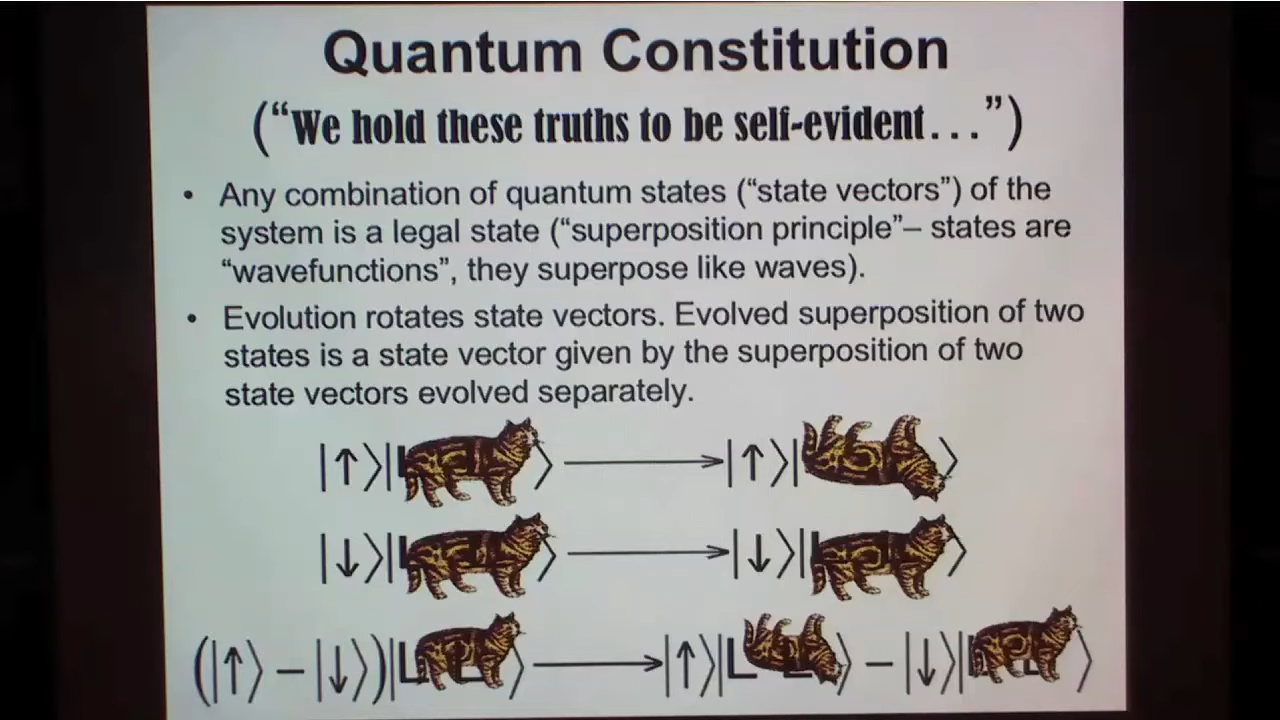 Quantum Constitution
(“We hold these truths to be self-evident...”)
• Any combination of quantum states (“state vectors”) of the
system is a legal state (“superposition principle”– states are
“wavefunctions”, they superpose like waves).
• Evolution rotates state vectors. Evolved superposition of two
states is a state vector given by the superposition of two
state vectors evolved separately.
|↑⟩| ⟩ → |↑⟩| ⟩
|↓⟩| ⟩ → |↓⟩| ⟩
(|↑⟩ – |↓⟩)|L ⟩ → |↑⟩|L ⟩ – |↓⟩| ⟩